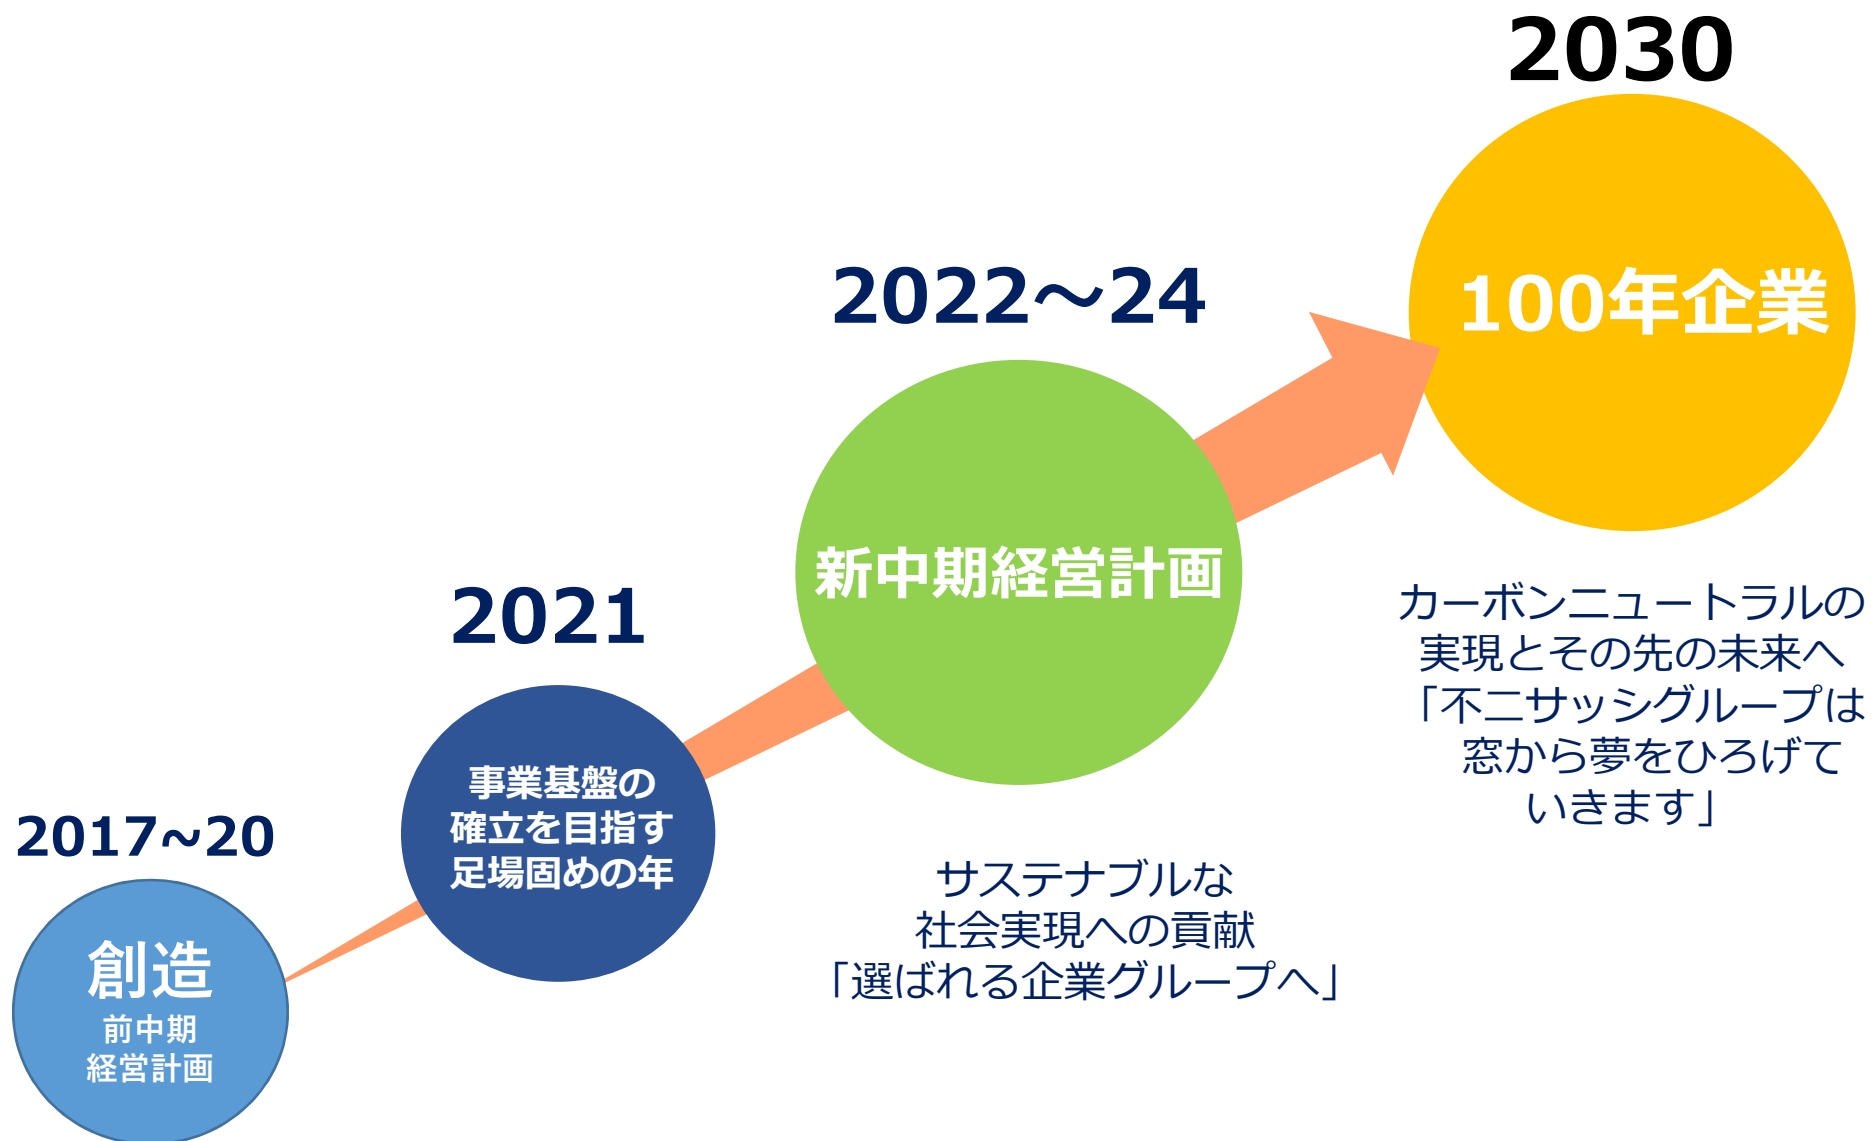 2017~20
創造
前中期
経営計画
2021
事業基盤の
確立を目指す
足場固めの年
2022～24
新中期経営計画
サステナブルな
社会実現への貢献
「選ばれる企業グループへ」
2030
100年企業
カーボンニュートラルの
実現とその先の未来へ
「不二サッシグループは
窓から夢をひろげて
いきます」